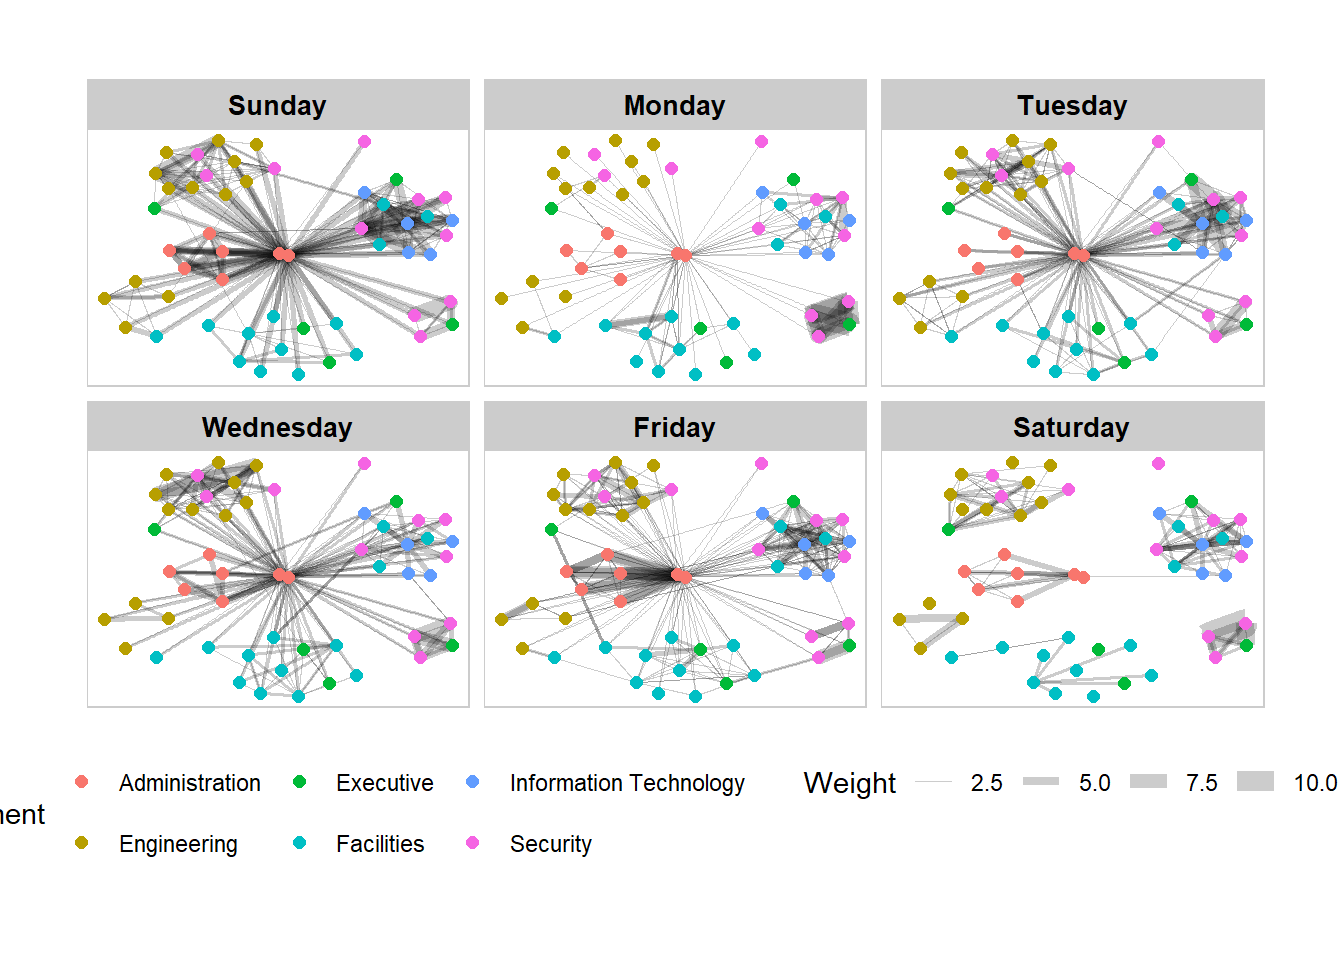 Sunday
Monday
Tuesday
Wednesday
Friday
Saturday
Administration
Executive
Information Technology
Weight
2.5
5.0
7.5
10.0
Engineering
Facilities
Security